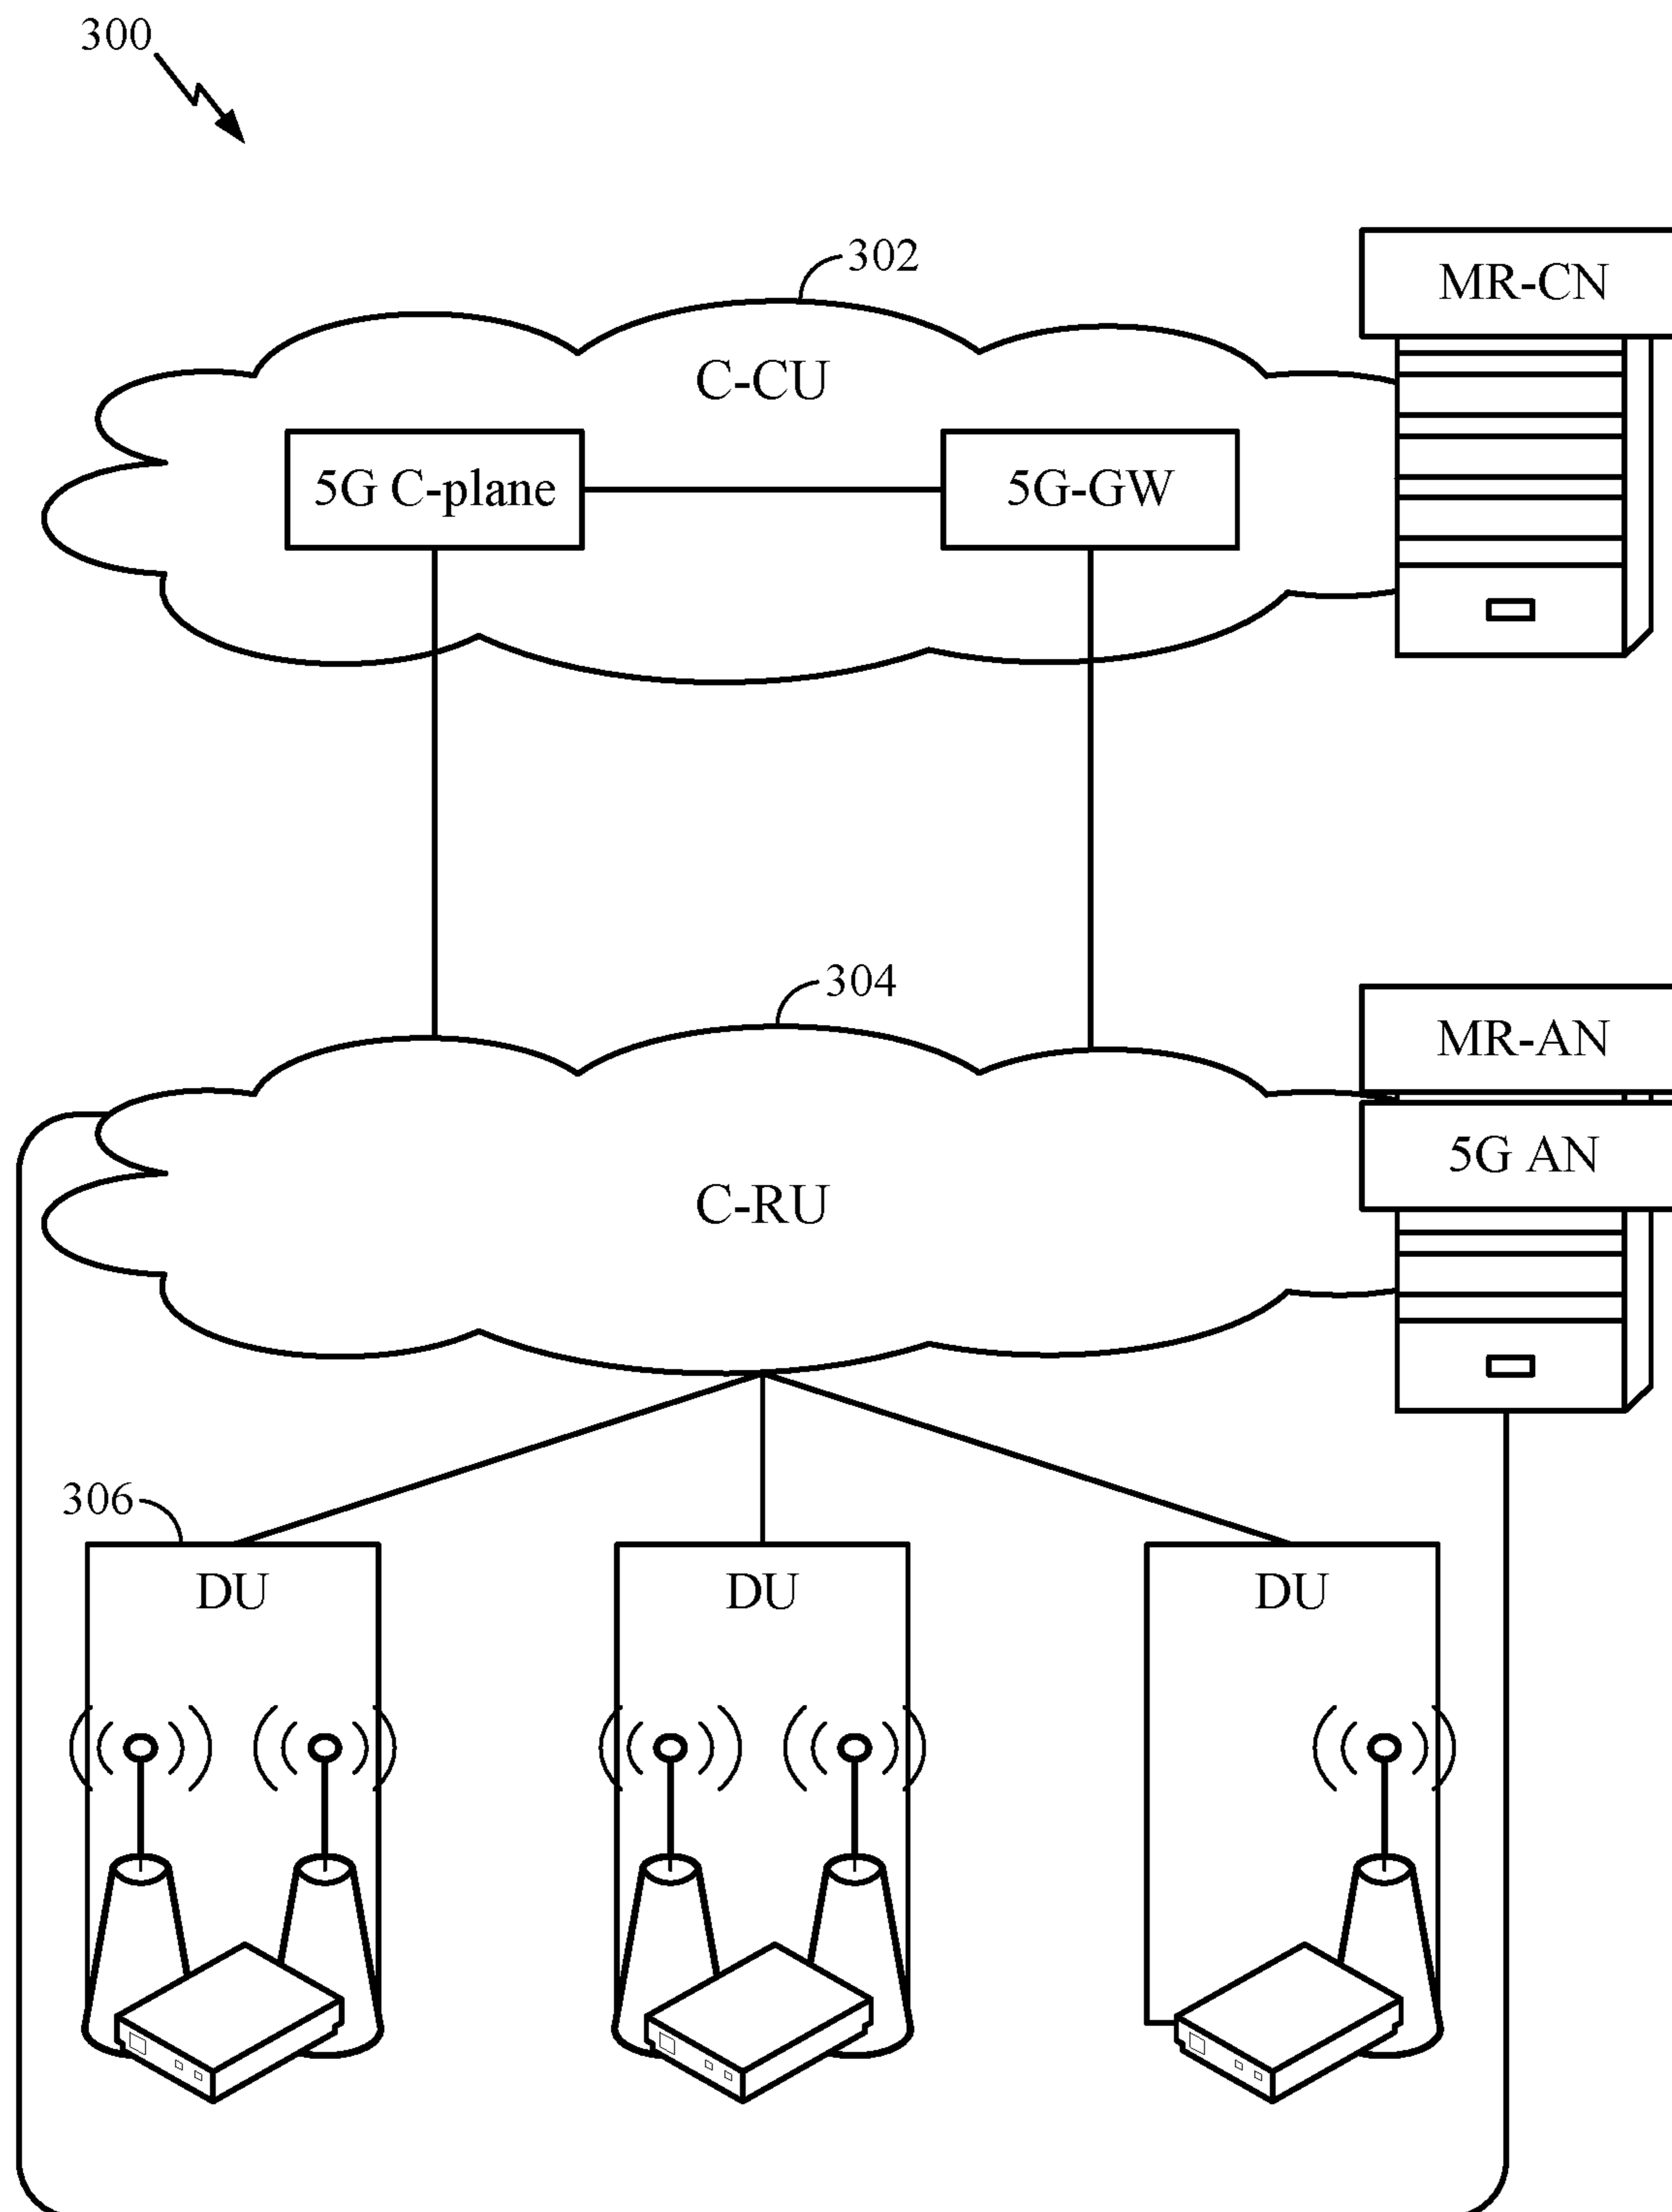 300
302
MR-CN
C-CU
5G C-plane
5G-GW
304
MR-AN
5G AN
C-RU
306
DU
DU
DU